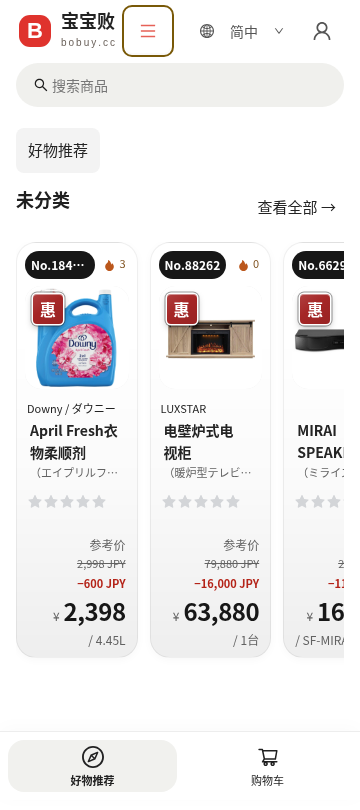 B 宝宝败
bobuy.cc
简中
搜索商品
好物推荐
未分类
查看全部 →
No.184…
3
惠
Downy
Downy / ダウニー
April Fresh衣
物柔顺剂
（エイプリルフ…
参考价
2,998 JPY
−600 JPY
¥ 2,398
/ 4.45L
No.88262
0
惠
LUXSTAR
电壁炉式电
视柜
（暖炉型テレビ…
参考价
79,880 JPY
−16,000 JPY
¥ 63,880
/ 1台
No.6629
惠
MIRAI
SPEAK
（ミライ
2
−11
¥ 16
/ SF-MIRA
好物推荐
购物车